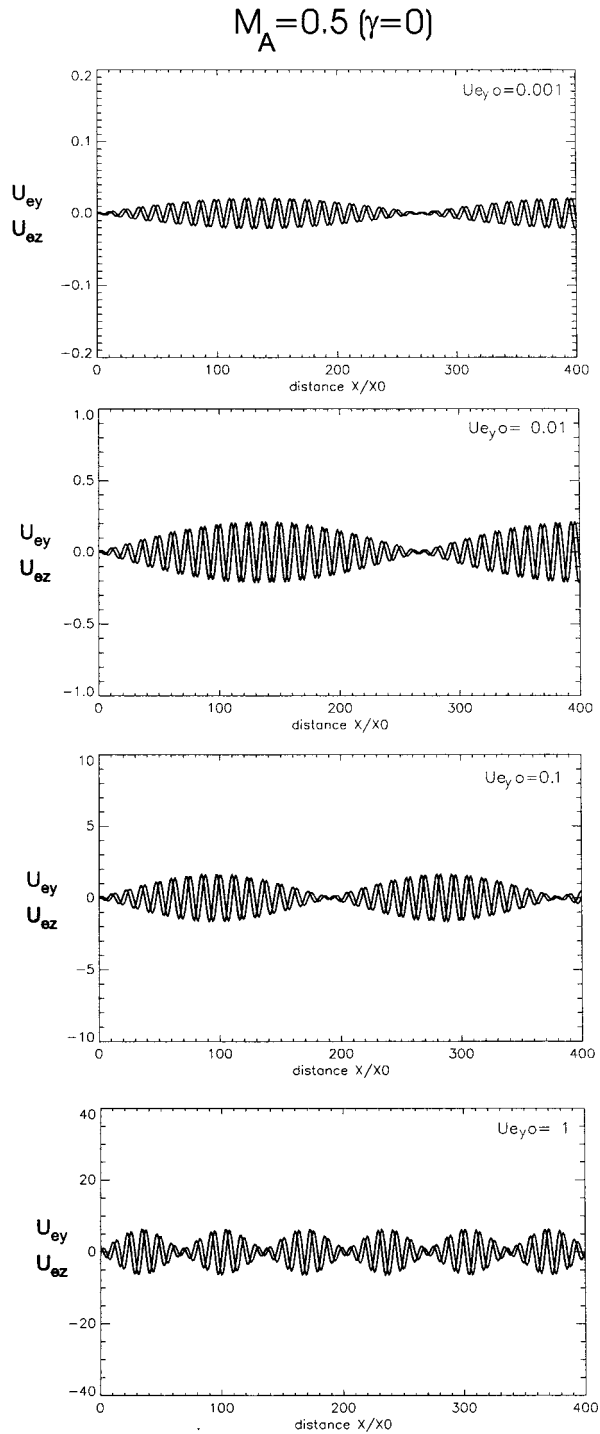 M_A=0.5 (γ=0)
0.2
Ue_yo=0.001
0.1
U_ey
0.0
U_ez
−0.1
−0.2
0 100 200 300 400
distance X/X0
1.0
Ue_yo= 0.01
0.5
U_ey
0.0
U_ez
−0.5
−1.0
0 100 200 300 400
distance X/X0
10
Ue_yo=0.1
5
U_ey
0
U_ez
−5
−10
0 100 200 300 400
distance X/X0
40
Ue_yo= 1
20
U_ey
0
U_ez
−20
−40
0 100 200 300 400
distance X/X0